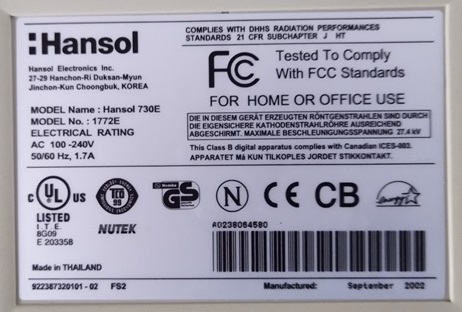 Hansol
Hansol Electronics Inc.
27-29 Hanchon-Ri Duksan-Myun
Jinchon-Kun Choongbuk, KOREA
MODEL Name : Hansol 730E
MODEL No. : 1772E
ELECTRICAL RATING
AC 100 -240V
50/60 Hz, 1.7A
COMPLIES WITH DHHS RADIATION PERFORMANCE
STANDARDS 21 CFR SUBCHAPTER J HT
FCC
Tested To Comply
With FCC Standards
FOR HOME OR OFFICE USE
DIE IN DIESEM GERÄT ERZEUGTEN RÖNTGENSTRAHLEN SIND DURCH
DIE EIGENSICHERE KATHODENSTRAHLRÖHRE AUSREICHEND
ABGESCHIRMT. MAXIMALE BESCHLEUNIGUNGSSPANNUNG 27.4 kV
This Class B digital apparatus complies with Canadian ICES-003.
APPARATET MÅ KUN TILKOPLES JORDET STIKKONTAKT.
C UL US
LISTED
I.T.E.
8G09
E 203358
TCO
99
NUTEK
Nemko
GS
N
CE
CB
energy
A0238064580
Made in THAILAND
922387320101 - 02 FS2
Manufactured: September 2002